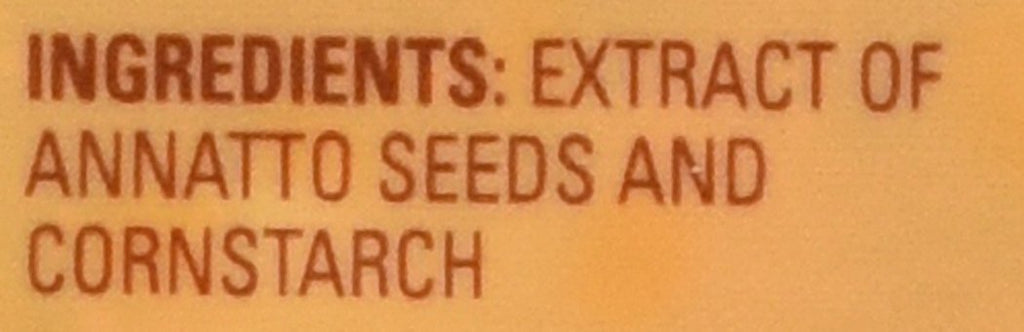 INGREDIENTS: EXTRACT OF
ANNATTO SEEDS AND
CORNSTARCH